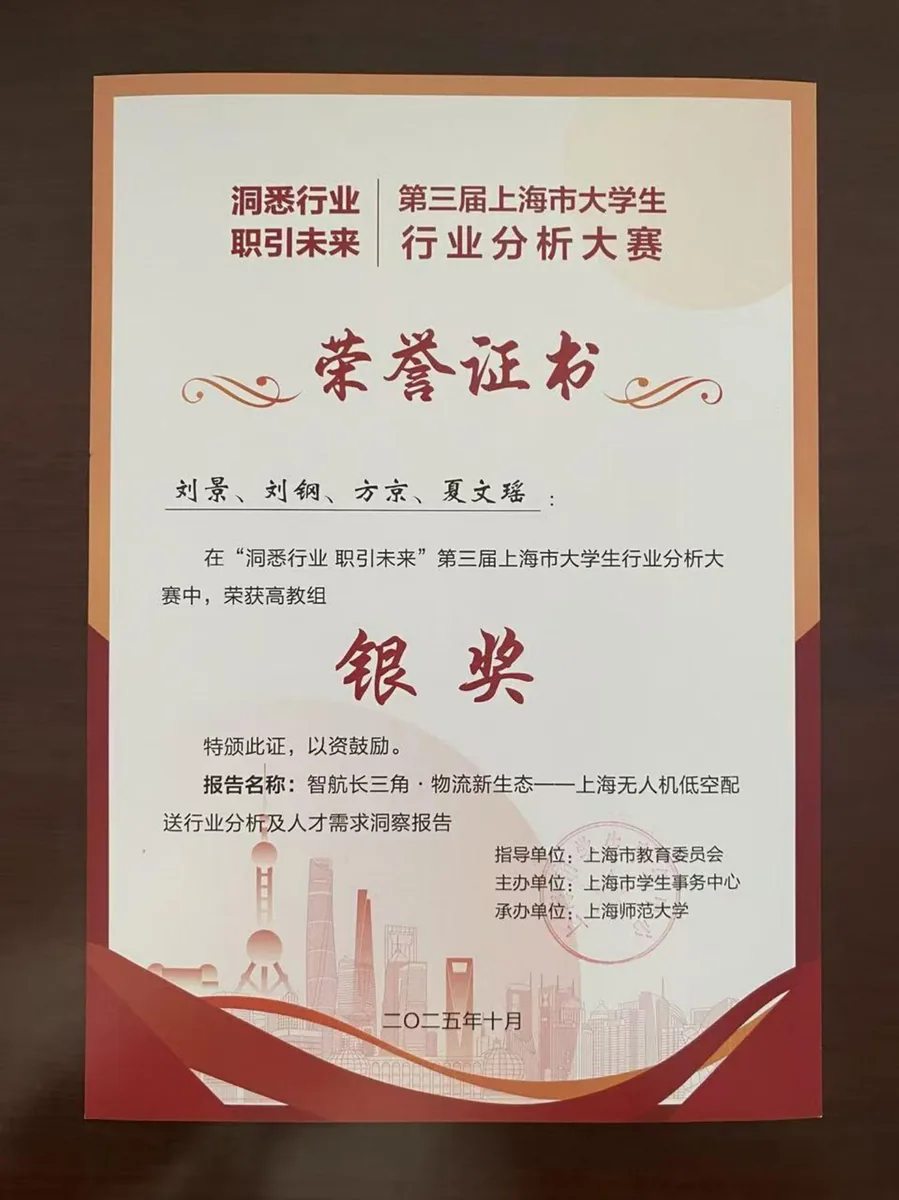 洞悉行业 职引未来
第三届上海市大学生
行业分析大赛
荣誉证书
刘景、刘钢、方京、夏文瑶：
在“洞悉行业 职引未来”第三届上海市大学生行业分析大
赛中，荣获高教组
银奖
特颁此证，以资鼓励。
报告名称：智航长三角·物流新生态——上海无人机低空配
送行业分析及人才需求洞察报告
指导单位：上海市教育委员会
主办单位：上海市学生事务中心
承办单位：上海师范大学
二〇二五年十月